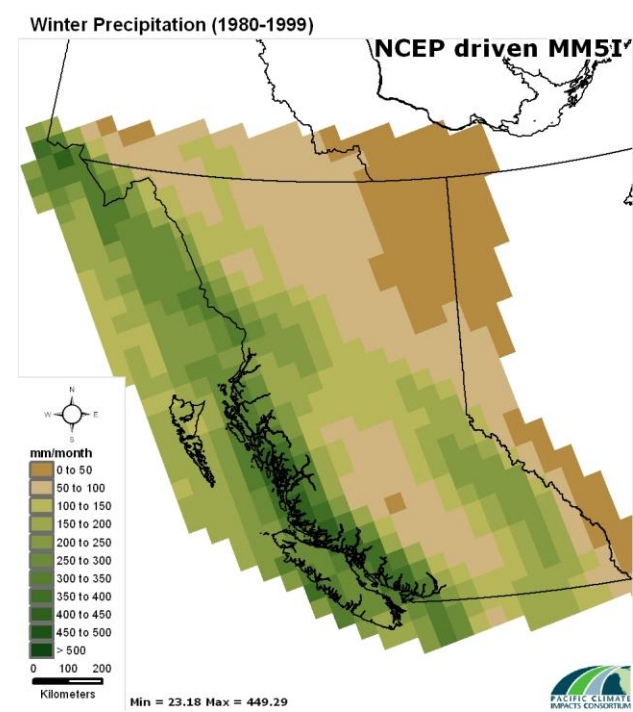 Winter Precipitation (1980-1999)
NCEP driven MM5I
N
W E
S
mm/month
0 to 50
50 to 100
100 to 150
150 to 200
200 to 250
250 to 300
300 to 350
350 to 400
400 to 450
450 to 500
> 500
0 100 200
Kilometers
Min = 23.18 Max = 449.29
PACIFIC CLIMATE
IMPACTS CONSORTIUM